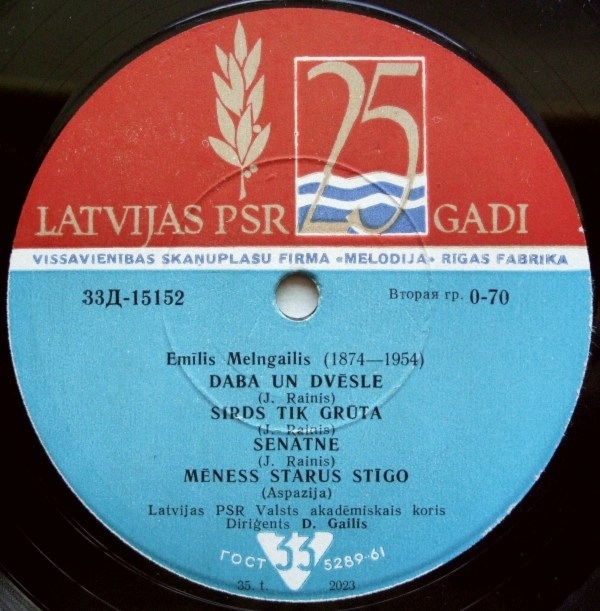 25
LATVIJAS PSR GADI
VISSAVIENĪBAS SKAŅUPLAŠU FIRMA «MELODIJA» RĪGAS FABRIKA
33Д-15152 Вторая гр. 0-70
Emīlis Melngailis (1874—1954)
DABA UN DVĒSLE
(J. Rainis)
SIRDS TIK GRŪTA
(J. Rainis)
SENATNE
(J. Rainis)
MĒNESS STARUS STĪGO
(Aspazija)
Latvijas PSR Valsts akadēmiskais koris
Diriģents D. Gailis
ГОСТ 33 5289-61
35. t. 2023